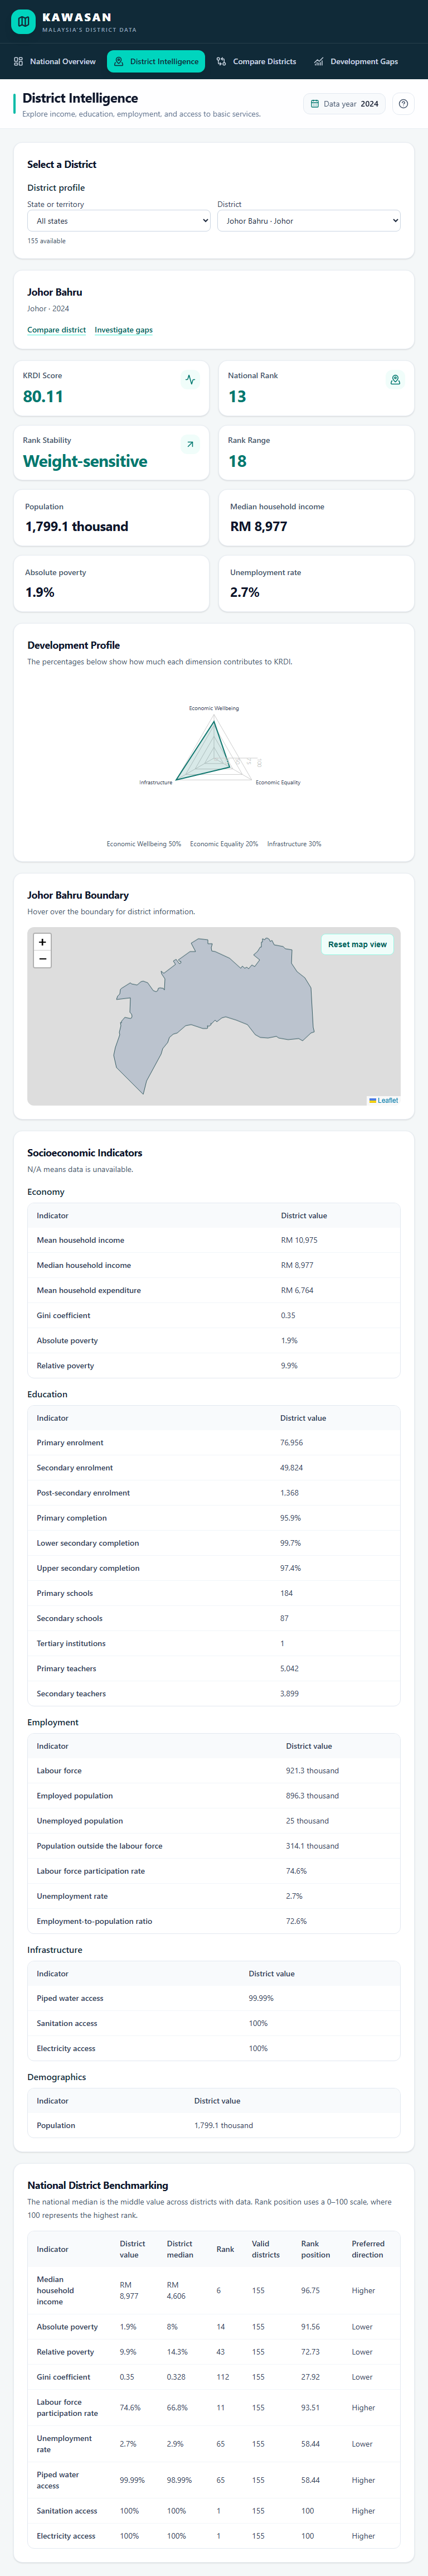 KAWASAN
MALAYSIA'S DISTRICT DATA
National Overview
District Intelligence
Compare Districts
Development Gaps
District Intelligence
Explore income, education, employment, and access to basic services.
Data year 2024
Select a District
District profile
State or territory
District
All states
Johor Bahru · Johor
155 available
Johor Bahru
Johor · 2024
Compare district
Investigate gaps
KRDI Score
80.11
National Rank
13
Rank Stability
Weight-sensitive
Rank Range
18
Population
1,799.1 thousand
Median household income
RM 8,977
Absolute poverty
1.9%
Unemployment rate
2.7%
Development Profile
The percentages below show how much each dimension contributes to KRDI.
Economic Wellbeing
Infrastructure
Economic Equality
Economic Wellbeing 50% Economic Equality 20% Infrastructure 30%
Johor Bahru Boundary
Hover over the boundary for district information.
+
−
Reset map view
Leaflet
Socioeconomic Indicators
N/A means data is unavailable.
Economy
Indicator District value
Mean household income RM 10,975
Median household income RM 8,977
Mean household expenditure RM 6,764
Gini coefficient 0.35
Absolute poverty 1.9%
Relative poverty 9.9%
Education
Indicator District value
Primary enrolment 76,956
Secondary enrolment 49,824
Post-secondary enrolment 1,368
Primary completion 95.9%
Lower secondary completion 99.7%
Upper secondary completion 97.4%
Primary schools 184
Secondary schools 87
Tertiary institutions 1
Primary teachers 5,042
Secondary teachers 3,899
Employment
Indicator District value
Labour force 921.3 thousand
Employed population 896.3 thousand
Unemployed population 25 thousand
Population outside the labour force 314.1 thousand
Labour force participation rate 74.6%
Unemployment rate 2.7%
Employment-to-population ratio 72.6%
Infrastructure
Indicator District value
Piped water access 99.99%
Sanitation access 100%
Electricity access 100%
Demographics
Indicator District value
Population 1,799.1 thousand
National District Benchmarking
The national median is the middle value across districts with data. Rank position uses a 0–100 scale, where
100 represents the highest rank.
Indicator District value District median Rank Valid districts Rank position Preferred direction
Median household income RM 8,977 RM 4,606 6 155 96.75 Higher
Absolute poverty 1.9% 8% 14 155 91.56 Lower
Relative poverty 9.9% 14.3% 43 155 72.73 Lower
Gini coefficient 0.35 0.328 112 155 27.92 Lower
Labour force participation rate 74.6% 66.8% 11 155 93.51 Higher
Unemployment rate 2.7% 2.9% 65 155 58.44 Lower
Piped water access 99.99% 98.99% 65 155 58.44 Higher
Sanitation access 100% 100% 1 155 100 Higher
Electricity access 100% 100% 1 155 100 Higher